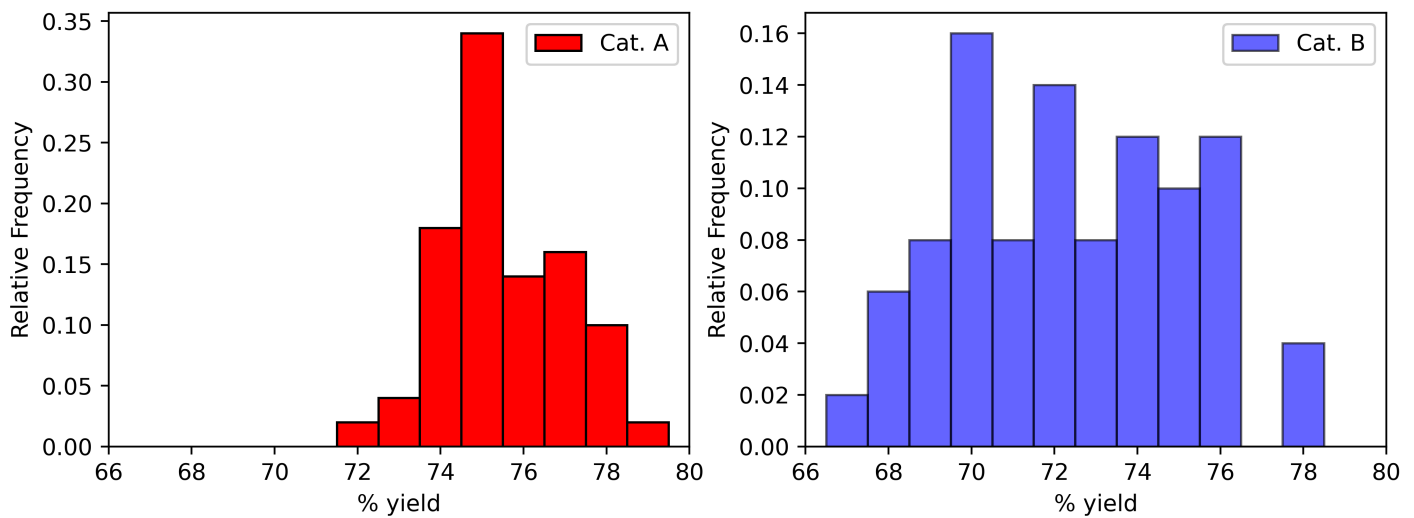 Relative Frequency
0.35
0.30
0.25
0.20
0.15
0.10
0.05
0.00
Cat. A
66 68 70 72 74 76 78 80
% yield
Relative Frequency
0.16
0.14
0.12
0.10
0.08
0.06
0.04
0.02
0.00
Cat. B
66 68 70 72 74 76 78 80
% yield